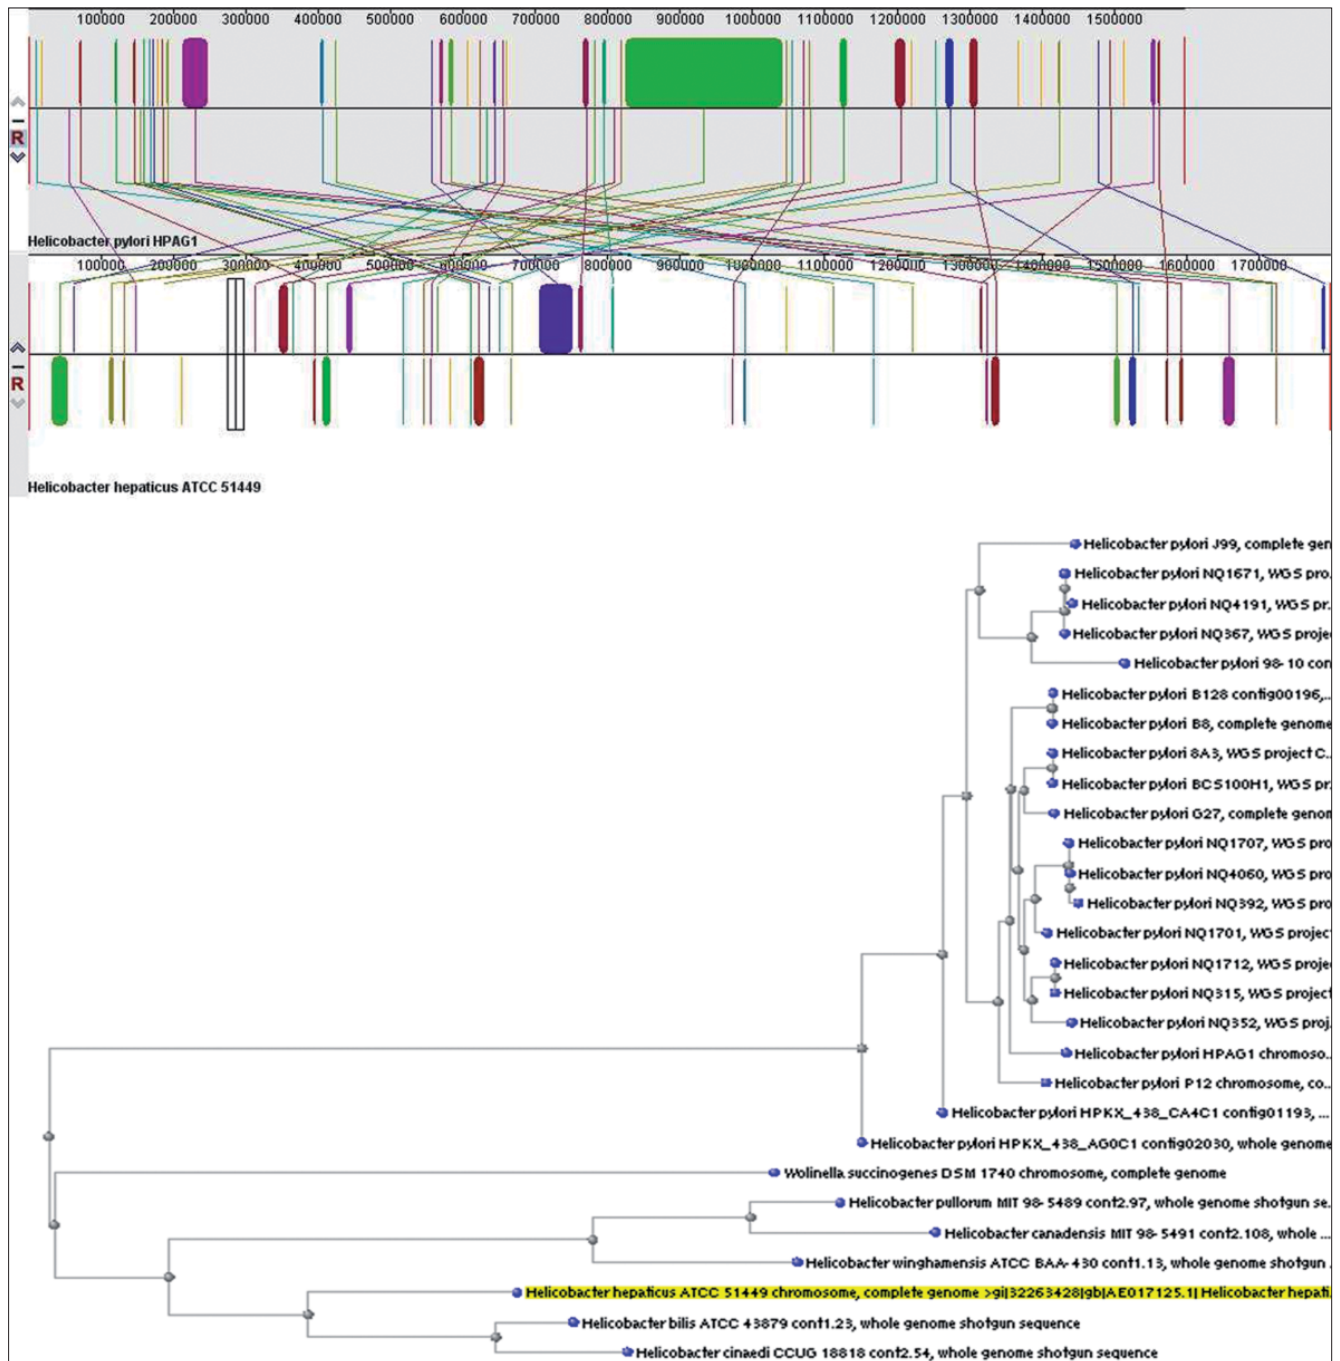 100000 200000 300000 400000 500000 600000 700000 800000 900000 1000000 1100000 1200000 1300000 1400000 1500000
R
Helicobacter pylori HPAG1
100000 200000 300000 400000 500000 600000 700000 800000 900000 1000000 1100000 1200000 1300000 1400000 1500000 1600000 1700000
R
Helicobacter hepaticus ATCC 51449
Helicobacter pylori J99, complete gen
Helicobacter pylori NQ1671, WGS pro.
Helicobacter pylori NQ4191, WGS pr.
Helicobacter pylori NQ367, WGS proje
Helicobacter pylori 98-10 con
Helicobacter pylori B128 contig00196,..
Helicobacter pylori B8, complete genome
Helicobacter pylori 8A3, WGS project C..
Helicobacter pylori BCS100H1, WGS pr.
Helicobacter pylori G27, complete genom
Helicobacter pylori NQ1707, WGS pro
Helicobacter pylori NQ4060, WGS pro
Helicobacter pylori NQ392, WGS pro
Helicobacter pylori NQ1701, WGS project
Helicobacter pylori NQ1712, WGS proje
Helicobacter pylori NQ315, WGS project
Helicobacter pylori NQ352, WGS proj.
Helicobacter pylori HPAG1 chromoso..
Helicobacter pylori P12 chromosome, co..
Helicobacter pylori HPKX_438_CA4C1 contig01193, ...
Helicobacter pylori HPKX_438_AG0C1 contig02030, whole genome
Wolinella succinogenes DSM 1740 chromosome, complete genome
Helicobacter pullorum MIT 98-5489 cont2.97, whole genome shotgun se..
Helicobacter canadensis MIT 98-5491 cont2.108, whole ...
Helicobacter winghamensis ATCC BAA-430 cont1.13, whole genome shotgun .
Helicobacter hepaticus ATCC 51449 chromosome, complete genome >gi|32263428|gb|AE017125.1| Helicobacter hepati.
Helicobacter bilis ATCC 43879 cont1.23, whole genome shotgun sequence
Helicobacter cinaedi CCUG 18818 cont2.54, whole genome shotgun sequence